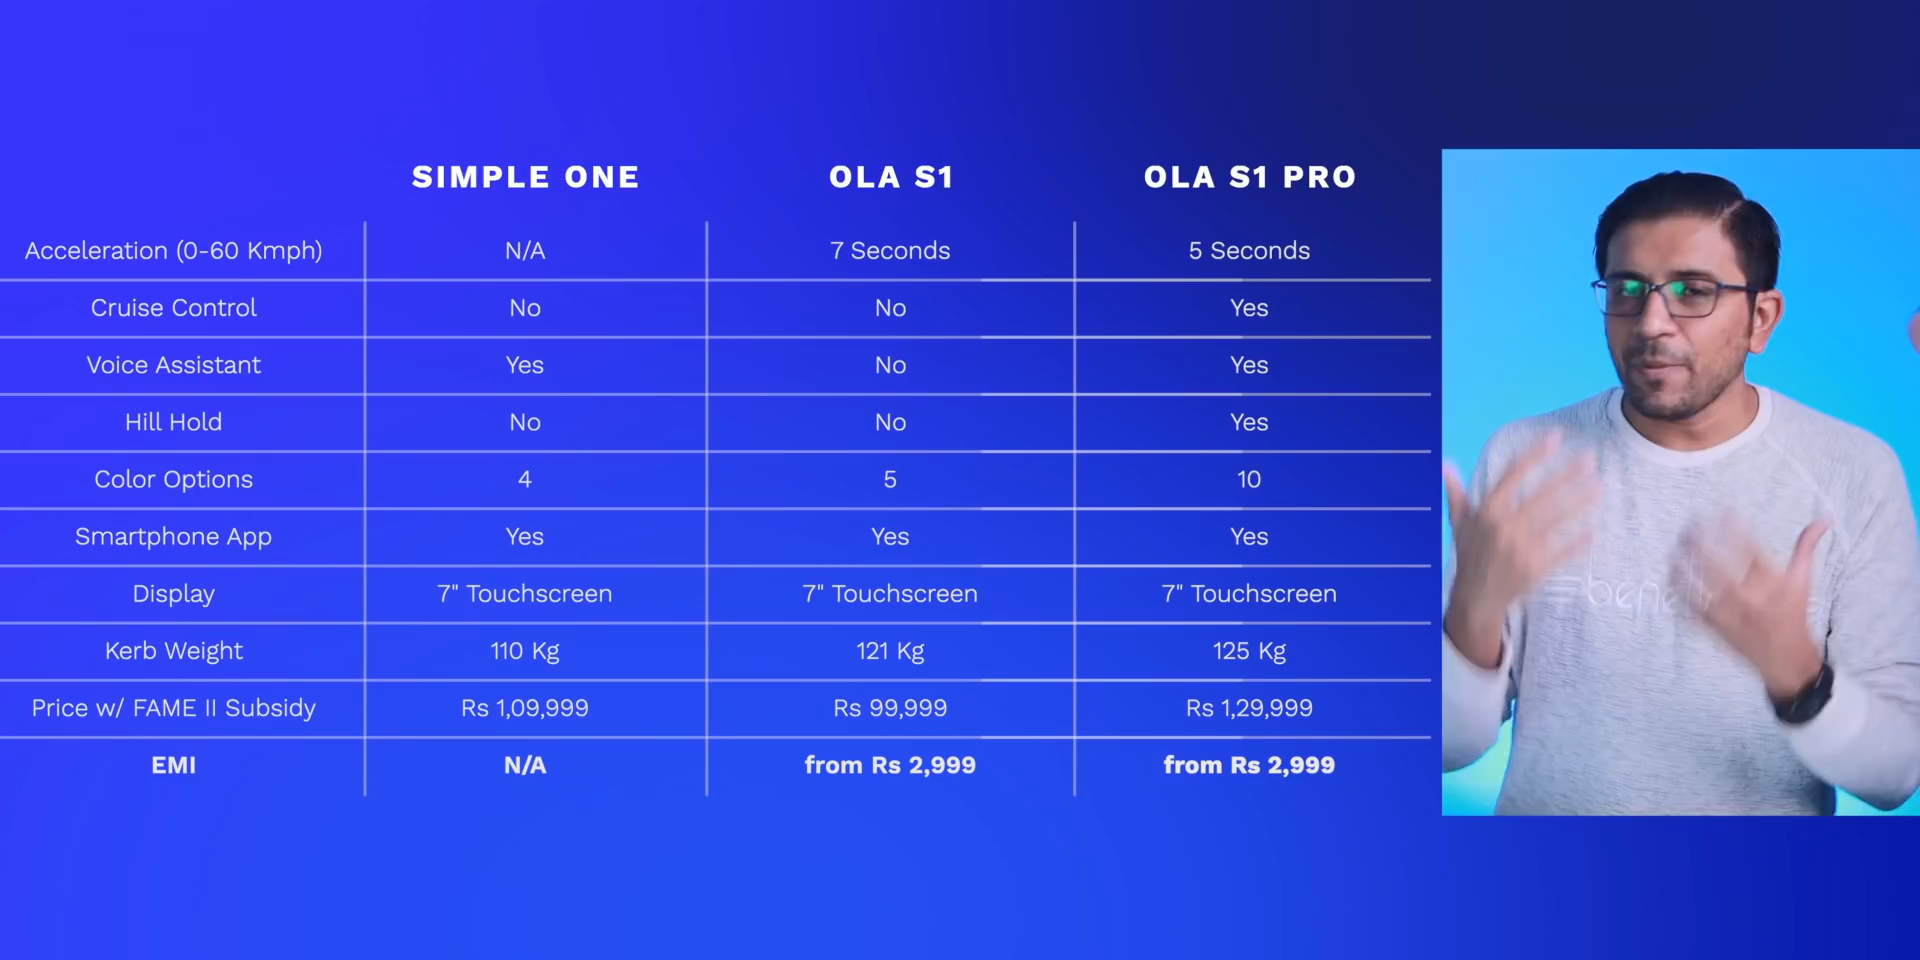 SIMPLE ONE OLA S1 OLA S1 PRO
Acceleration (0-60 Kmph) N/A 7 Seconds 5 Seconds
Cruise Control No No Yes
Voice Assistant Yes No Yes
Hill Hold No No Yes
Color Options 4 5 10
Smartphone App Yes Yes Yes
Display 7" Touchscreen 7" Touchscreen 7" Touchscreen
Kerb Weight 110 Kg 121 Kg 125 Kg
Price w/ FAME II Subsidy Rs 1,09,999 Rs 99,999 Rs 1,29,999
EMI N/A from Rs 2,999 from Rs 2,999